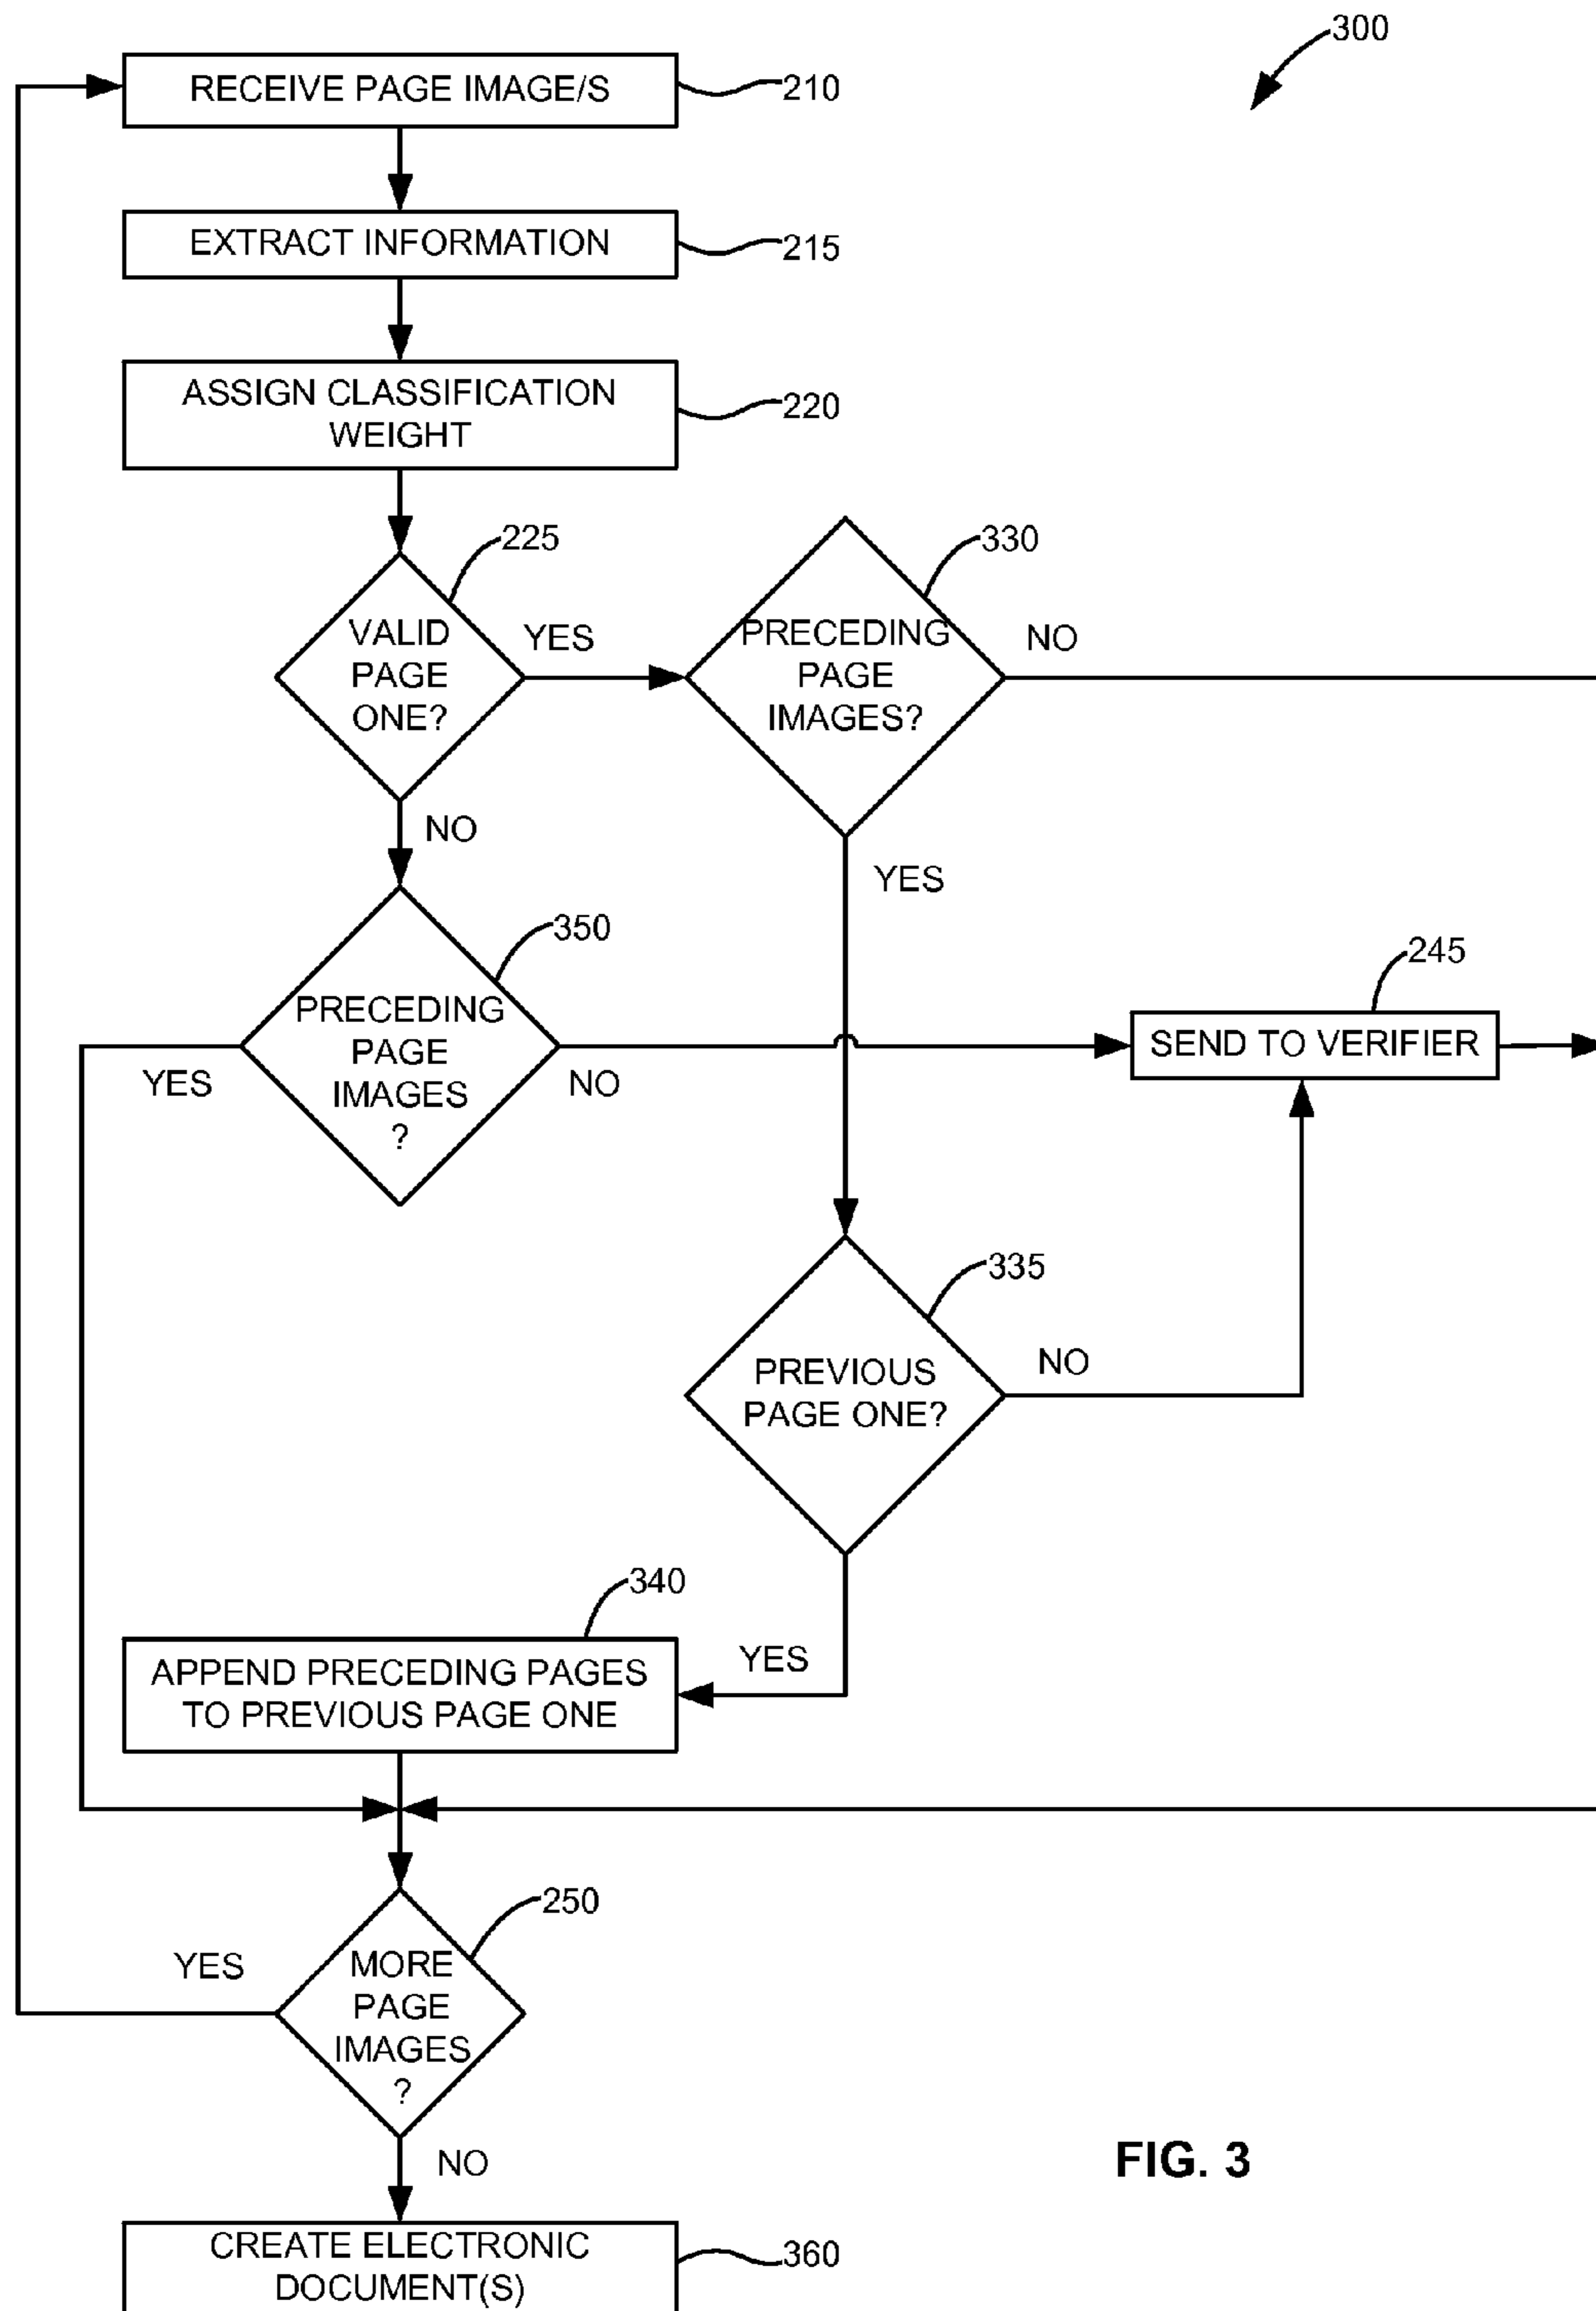 300
RECEIVE PAGE IMAGE/S
210
EXTRACT INFORMATION
215
ASSIGN CLASSIFICATION
WEIGHT
220
225
VALID
PAGE
ONE?
YES
NO
330
PRECEDING
PAGE
IMAGES?
NO
YES
350
PRECEDING
PAGE
IMAGES
?
YES
NO
245
SEND TO VERIFIER
335
PREVIOUS
PAGE ONE?
NO
YES
340
APPEND PRECEDING PAGES
TO PREVIOUS PAGE ONE
250
MORE
PAGE
IMAGES
?
YES
NO
FIG. 3
CREATE ELECTRONIC
DOCUMENT(S)
360